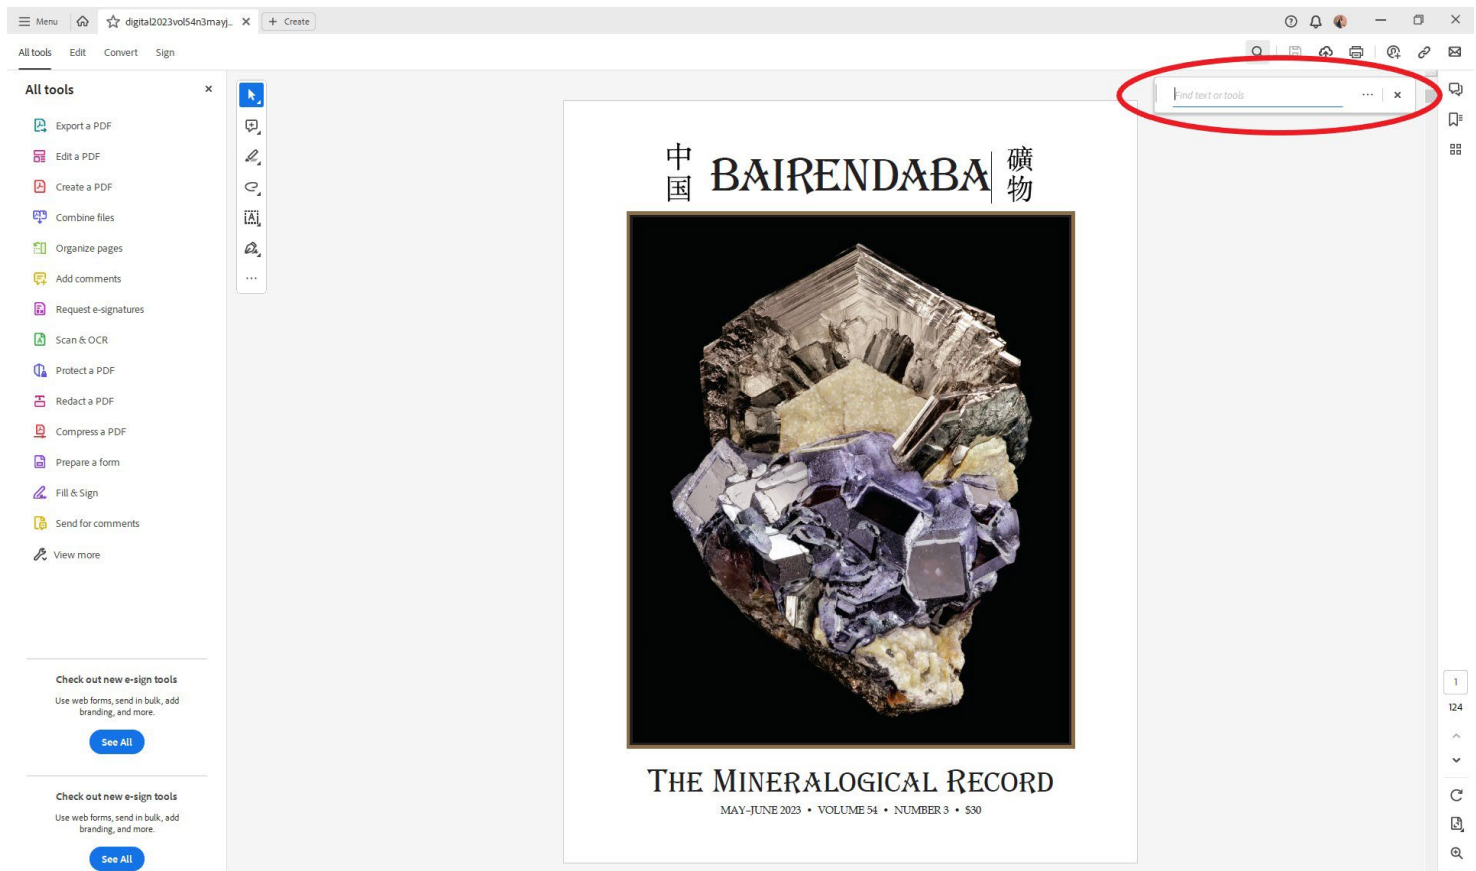 Menu
digital2023vol54n3mayj...
Create
All tools
Edit
Convert
Sign
All tools
Export a PDF
Edit a PDF
Create a PDF
Combine files
Organize pages
Add comments
Request e-signatures
Scan & OCR
Protect a PDF
Redact a PDF
Compress a PDF
Prepare a form
Fill & Sign
Send for comments
View more
Check out new e-sign tools
Use web forms, send in bulk, add
branding, and more.
See All
Check out new e-sign tools
Use web forms, send in bulk, add
branding, and more.
See All
Find text or tools
中国
BAIRENDABA
礦物
THE MINERALOGICAL RECORD
MAY–JUNE 2023 • VOLUME 54 • NUMBER 3 • $30
1
124